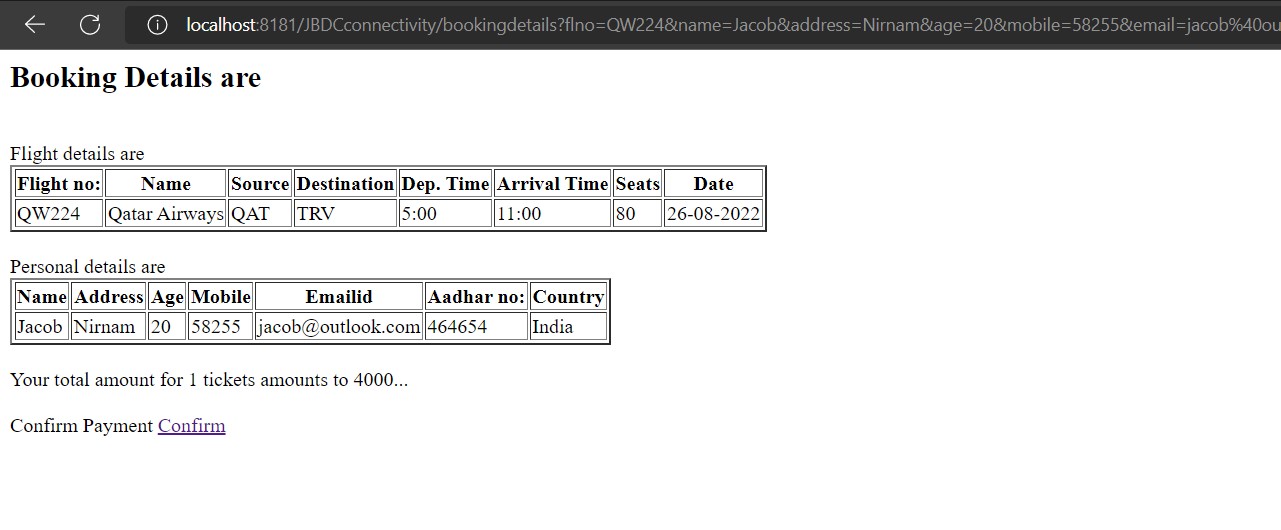 localhost:8181/JBDCconnectivity/bookingdetails?flno=QW224&name=Jacob&address=Nirnam&age=20&mobile=58255&email=jacob%40ou
Booking Details are
Flight details are
Flight no: Name Source Destination Dep. Time Arrival Time Seats Date
QW224 Qatar Airways QAT TRV 5:00 11:00 80 26-08-2022
Personal details are
Name Address Age Mobile Emailid Aadhar no: Country
Jacob Nirnam 20 58255 jacob@outlook.com 464654 India
Your total amount for 1 tickets amounts to 4000...
Confirm Payment Confirm